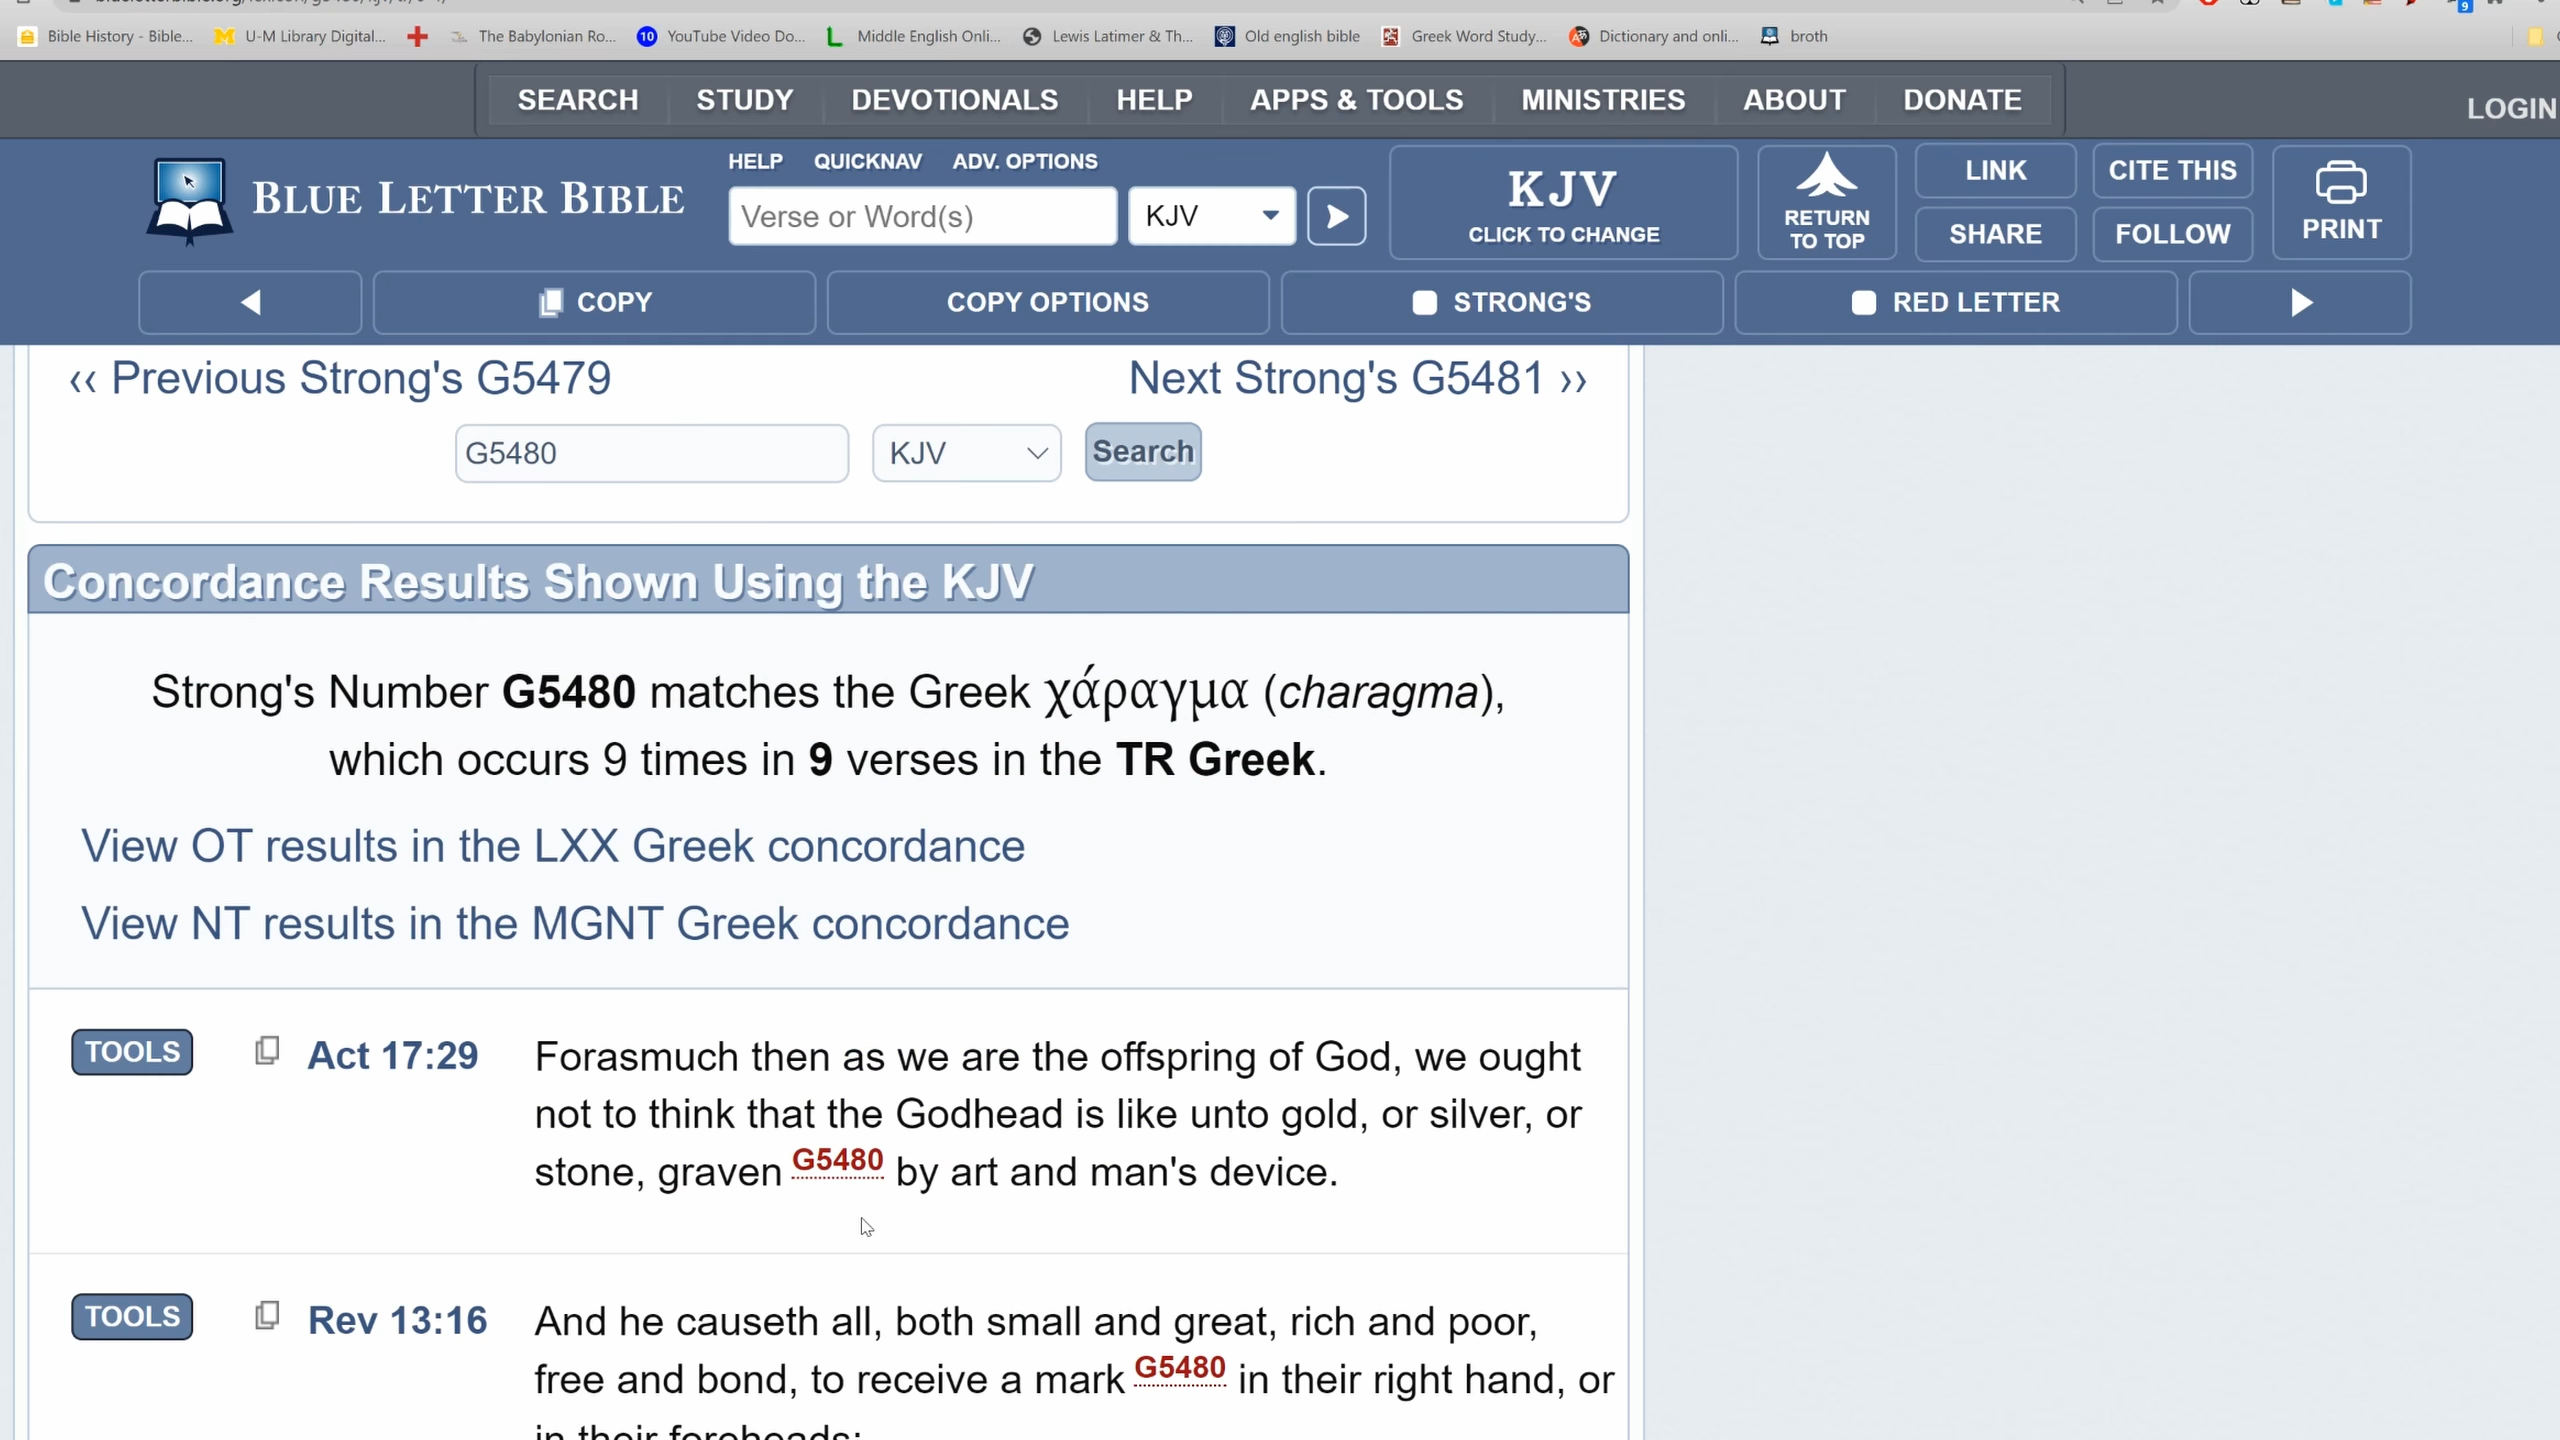 Bible History - Bible... U-M Library Digital... The Babylonian Ro... 10 YouTube Video Do... Middle English Onli... Lewis Latimer & Th... Old english bible Greek Word Study... Dictionary and onli... broth
9
SEARCH STUDY DEVOTIONALS HELP APPS & TOOLS MINISTRIES ABOUT DONATE
LOGIN
HELP QUICKNAV ADV. OPTIONS
BLUE LETTER BIBLE
Verse or Word(s) KJV
KJV
CLICK TO CHANGE
RETURN
TO TOP
LINK CITE THIS
SHARE FOLLOW
PRINT
COPY COPY OPTIONS STRONG'S RED LETTER
‹‹ Previous Strong's G5479 Next Strong's G5481 ››
G5480 KJV Search
Concordance Results Shown Using the KJV
Strong's Number G5480 matches the Greek χάραγμα (charagma),
which occurs 9 times in 9 verses in the TR Greek.
View OT results in the LXX Greek concordance
View NT results in the MGNT Greek concordance
TOOLS Act 17:29 Forasmuch then as we are the offspring of God, we ought
not to think that the Godhead is like unto gold, or silver, or
stone, graven G5480 by art and man's device.
TOOLS Rev 13:16 And he causeth all, both small and great, rich and poor,
free and bond, to receive a mark G5480 in their right hand, or
in their foreheads: